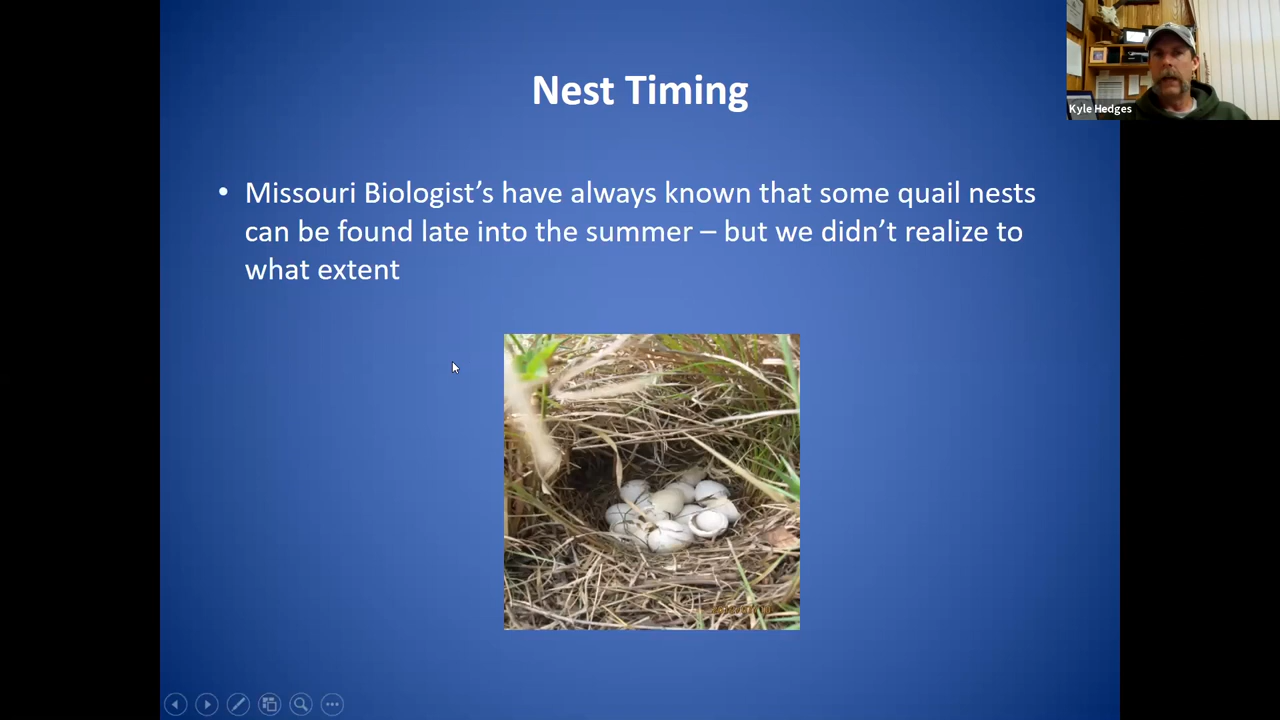 Nest Timing
• Missouri Biologist’s have always known that some quail nests
can be found late into the summer – but we didn’t realize to
what extent
Kyle Hedges